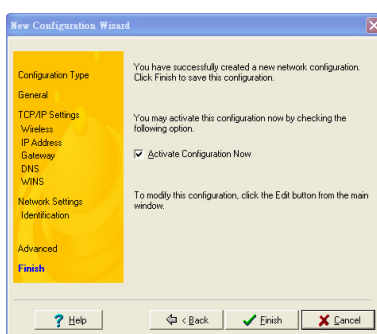 New Configuration Wizard
Configuration Type
General
TCP/IP Settings
Wireless
IP Address
Gateway
DNS
WINS
Network Settings
Identification
Advanced
Finish
You have successfully created a new network configuration.
Click Finish to save this configuration.
You may activate this configuration now by checking the
following option.
Activate Configuration Now
To modify this configuration, click the Edit button from the main
window.
? Help
< Back
Finish
Cancel